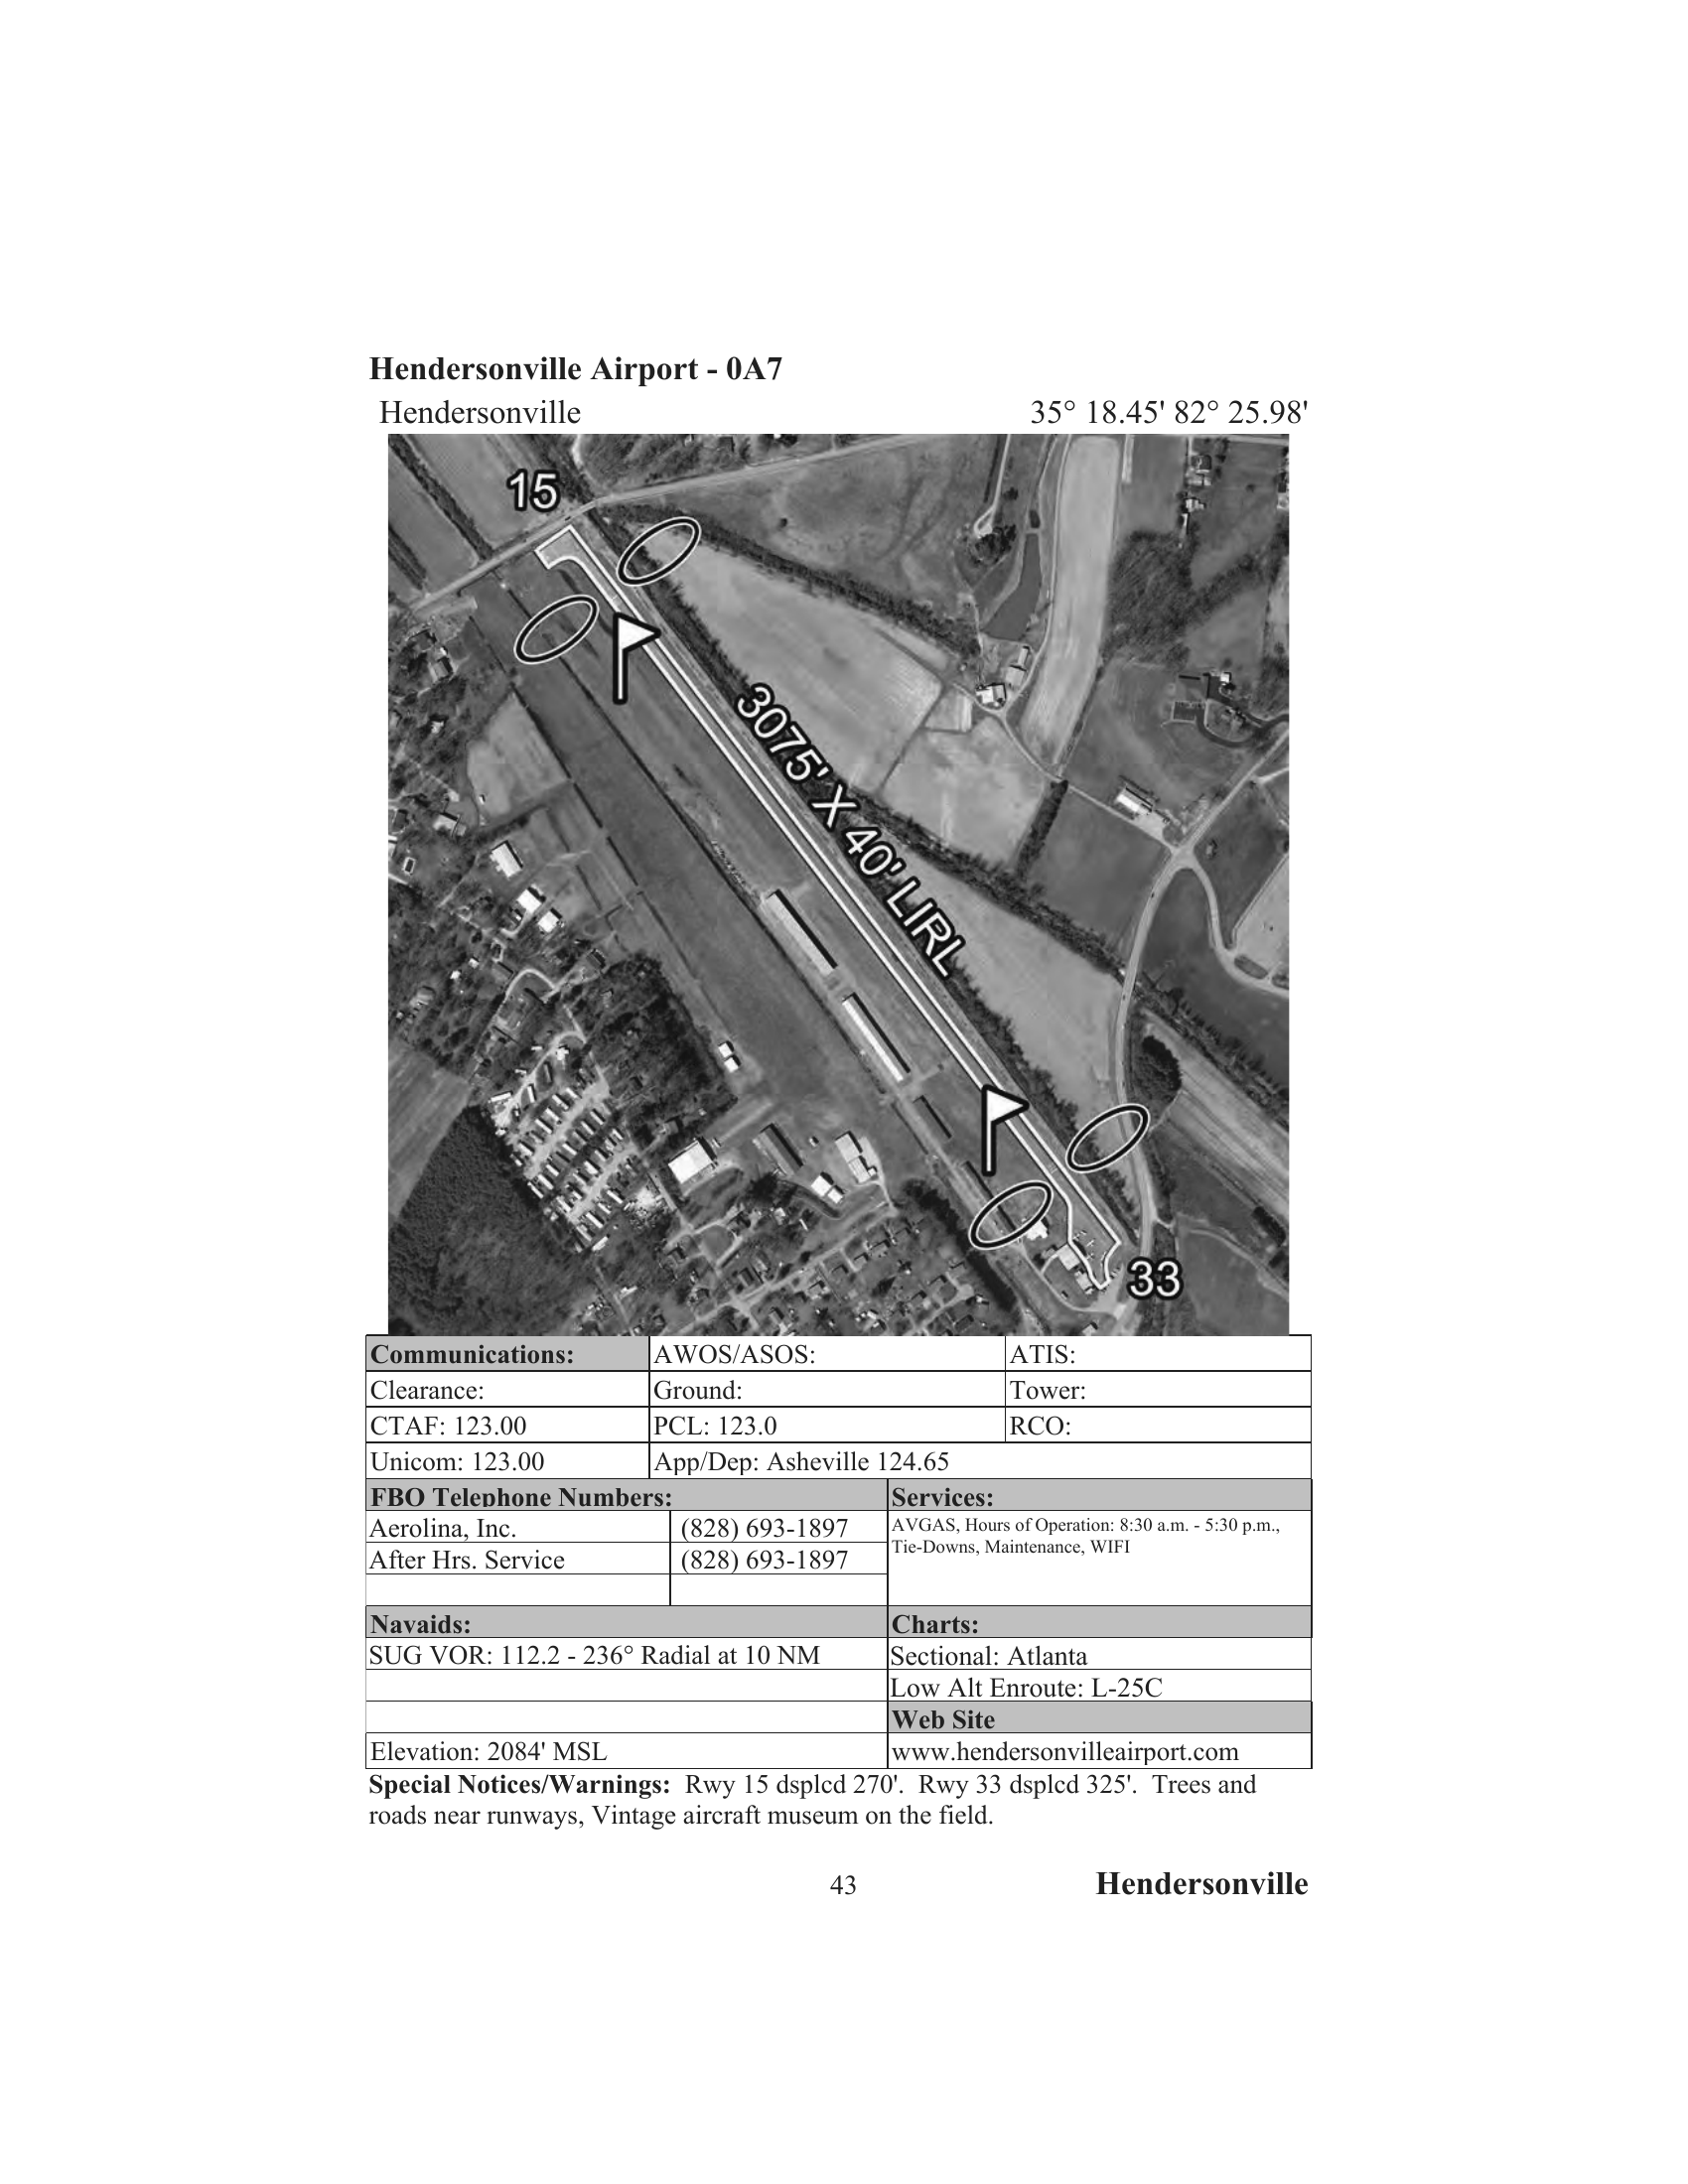 Hendersonville Airport - 0A7
Hendersonville 35° 18.45' 82° 25.98'
15
3075' X 40' LIRL
33
Communications: AWOS/ASOS: ATIS:
Clearance: Ground: Tower:
CTAF: 123.00 PCL: 123.0 RCO:
Unicom: 123.00 App/Dep: Asheville 124.65
FBO Telephone Numbers: Services:
Aerolina, Inc. (828) 693-1897 AVGAS, Hours of Operation: 8:30 a.m. - 5:30 p.m.,
Tie-Downs, Maintenance, WIFI
After Hrs. Service (828) 693-1897
Navaids: Charts:
SUG VOR: 112.2 - 236° Radial at 10 NM Sectional: Atlanta
Low Alt Enroute: L-25C
Web Site
Elevation: 2084' MSL www.hendersonvilleairport.com
Special Notices/Warnings: Rwy 15 dsplcd 270'. Rwy 33 dsplcd 325'. Trees and
roads near runways, Vintage aircraft museum on the field.
43 Hendersonville